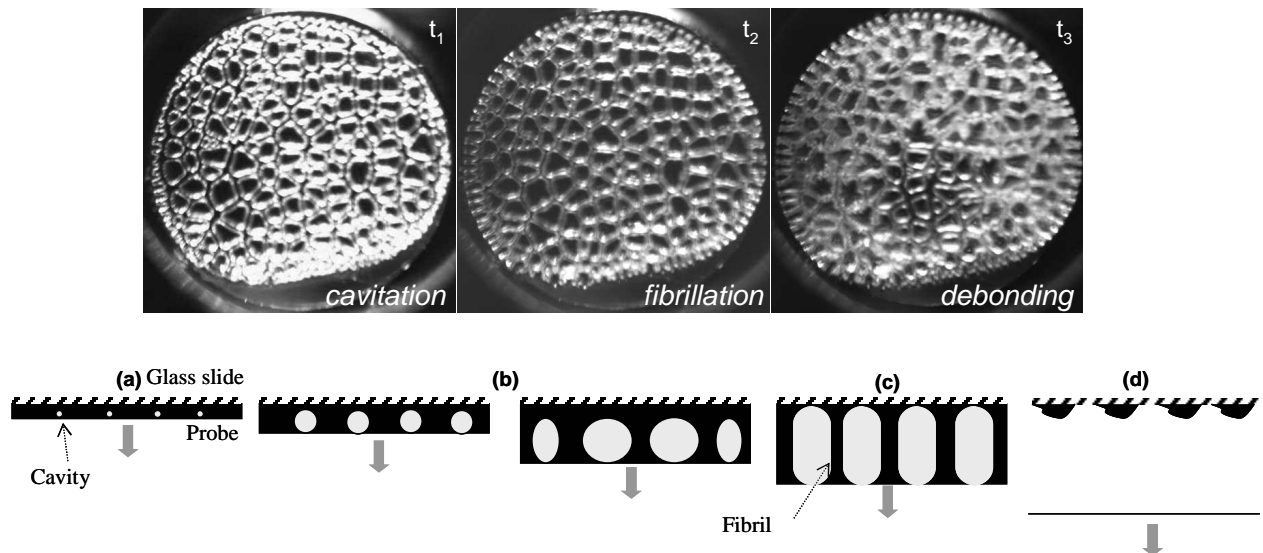 t1
t2
t3
cavitation
fibrillation
debonding
(a) Glass slide
(b)
(c)
(d)
Probe
Cavity
Fibril